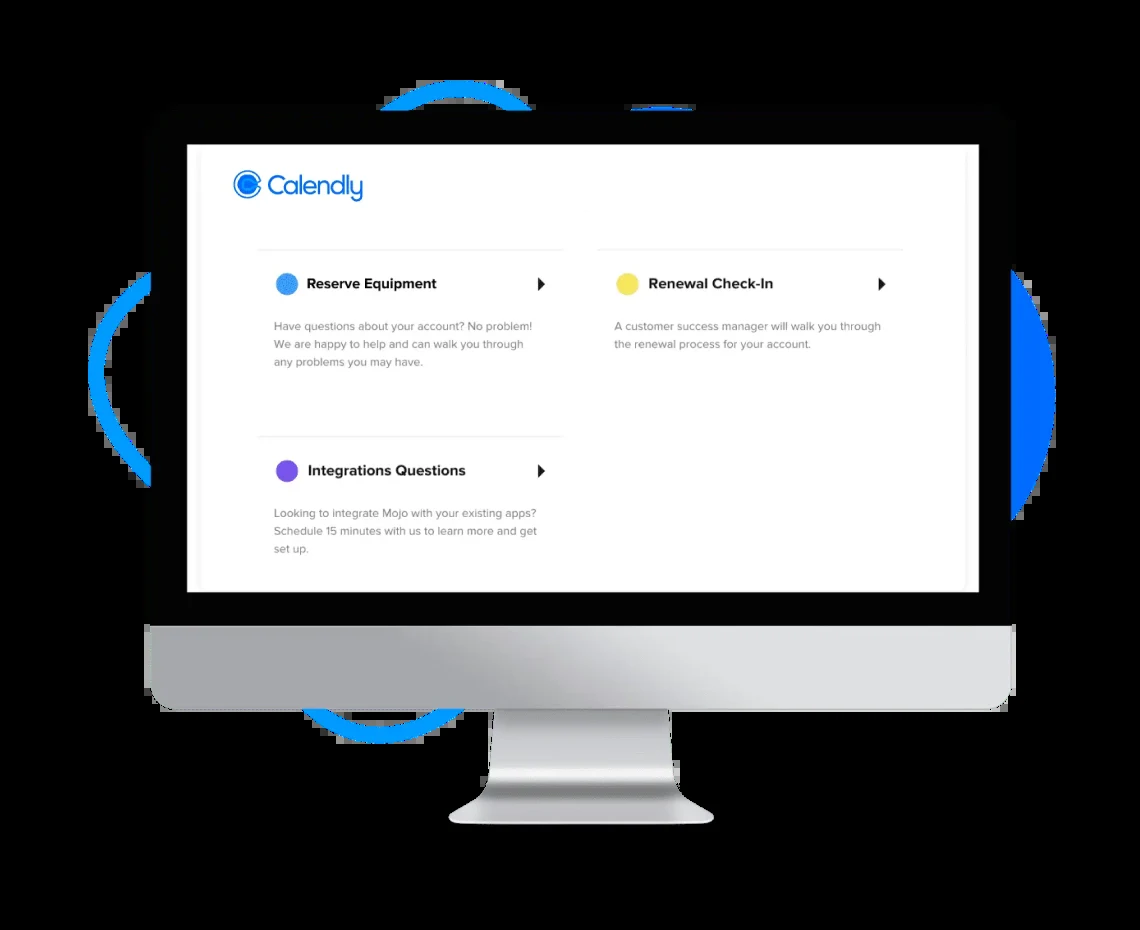 Calendly
Reserve Equipment
Have questions about your account? No problem!
We are happy to help and can walk you through
any problems you may have.
Renewal Check-In
A customer success manager will walk you through
the renewal process for your account.
Integrations Questions
Looking to integrate Mojo with your existing apps?
Schedule 15 minutes with us to learn more and get
set up.